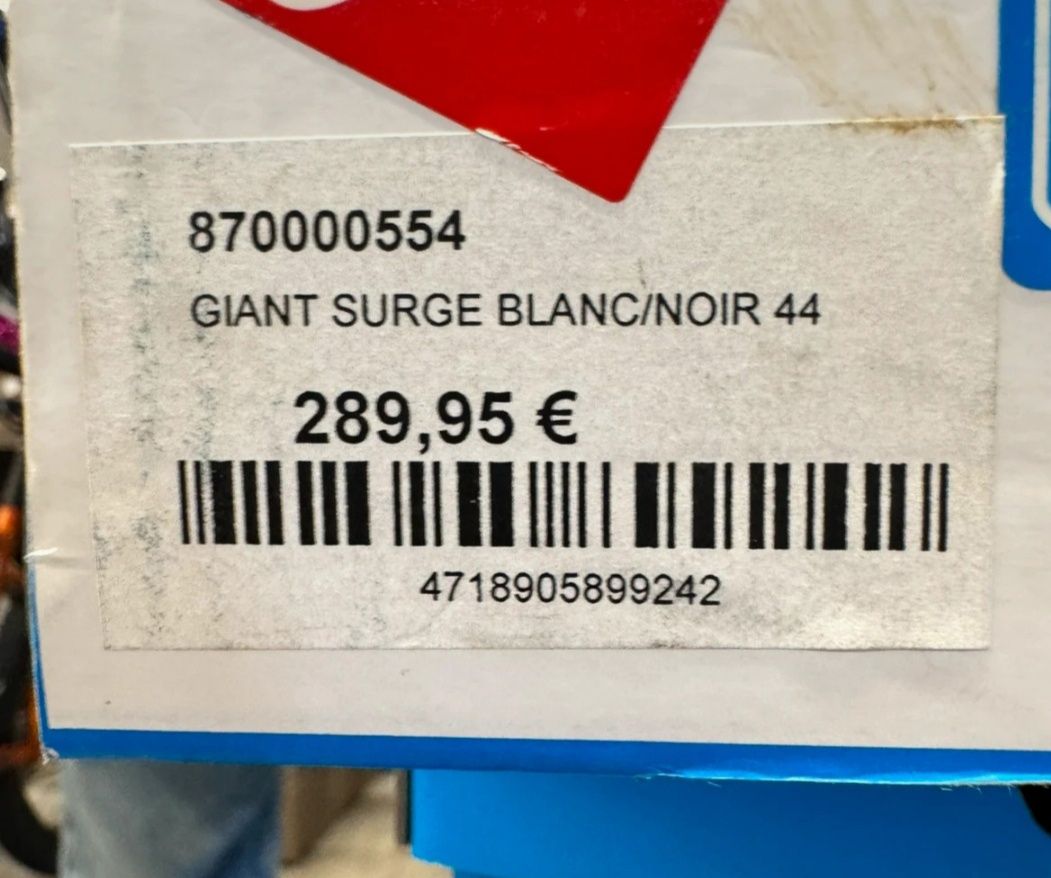 870000554
GIANT SURGE BLANC/NOIR 44
289,95 €
4718905899242